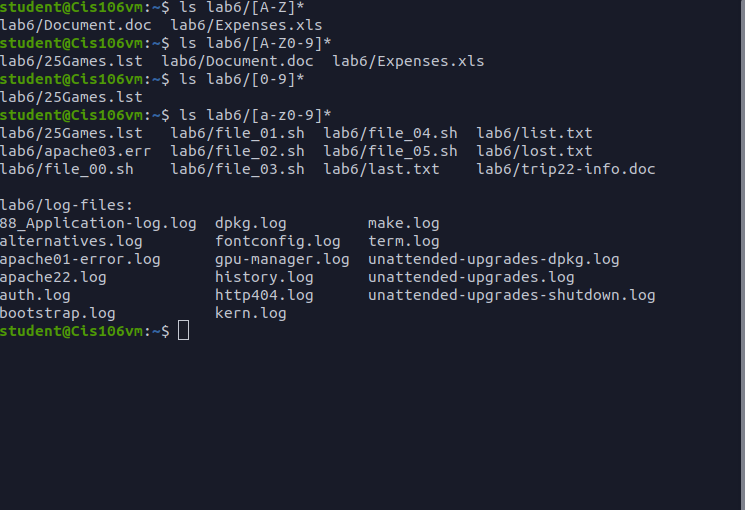 student@Cis106vm:~$ ls lab6/[A-Z]*
lab6/Document.doc  lab6/Expenses.xls
student@Cis106vm:~$ ls lab6/[A-Z0-9]*
lab6/25Games.lst  lab6/Document.doc  lab6/Expenses.xls
student@Cis106vm:~$ ls lab6/[0-9]*
lab6/25Games.lst
student@Cis106vm:~$ ls lab6/[a-z0-9]*
lab6/25Games.lst   lab6/file_01.sh  lab6/file_04.sh  lab6/list.txt
lab6/apache03.err  lab6/file_02.sh  lab6/file_05.sh  lab6/lost.txt
lab6/file_00.sh    lab6/file_03.sh  lab6/last.txt    lab6/trip22-info.doc

lab6/log-files:
88_Application-log.log  dpkg.log         make.log
alternatives.log        fontconfig.log   term.log
apache01-error.log      gpu-manager.log  unattended-upgrades-dpkg.log
apache22.log            history.log      unattended-upgrades.log
auth.log                http404.log      unattended-upgrades-shutdown.log
bootstrap.log           kern.log
student@Cis106vm:~$